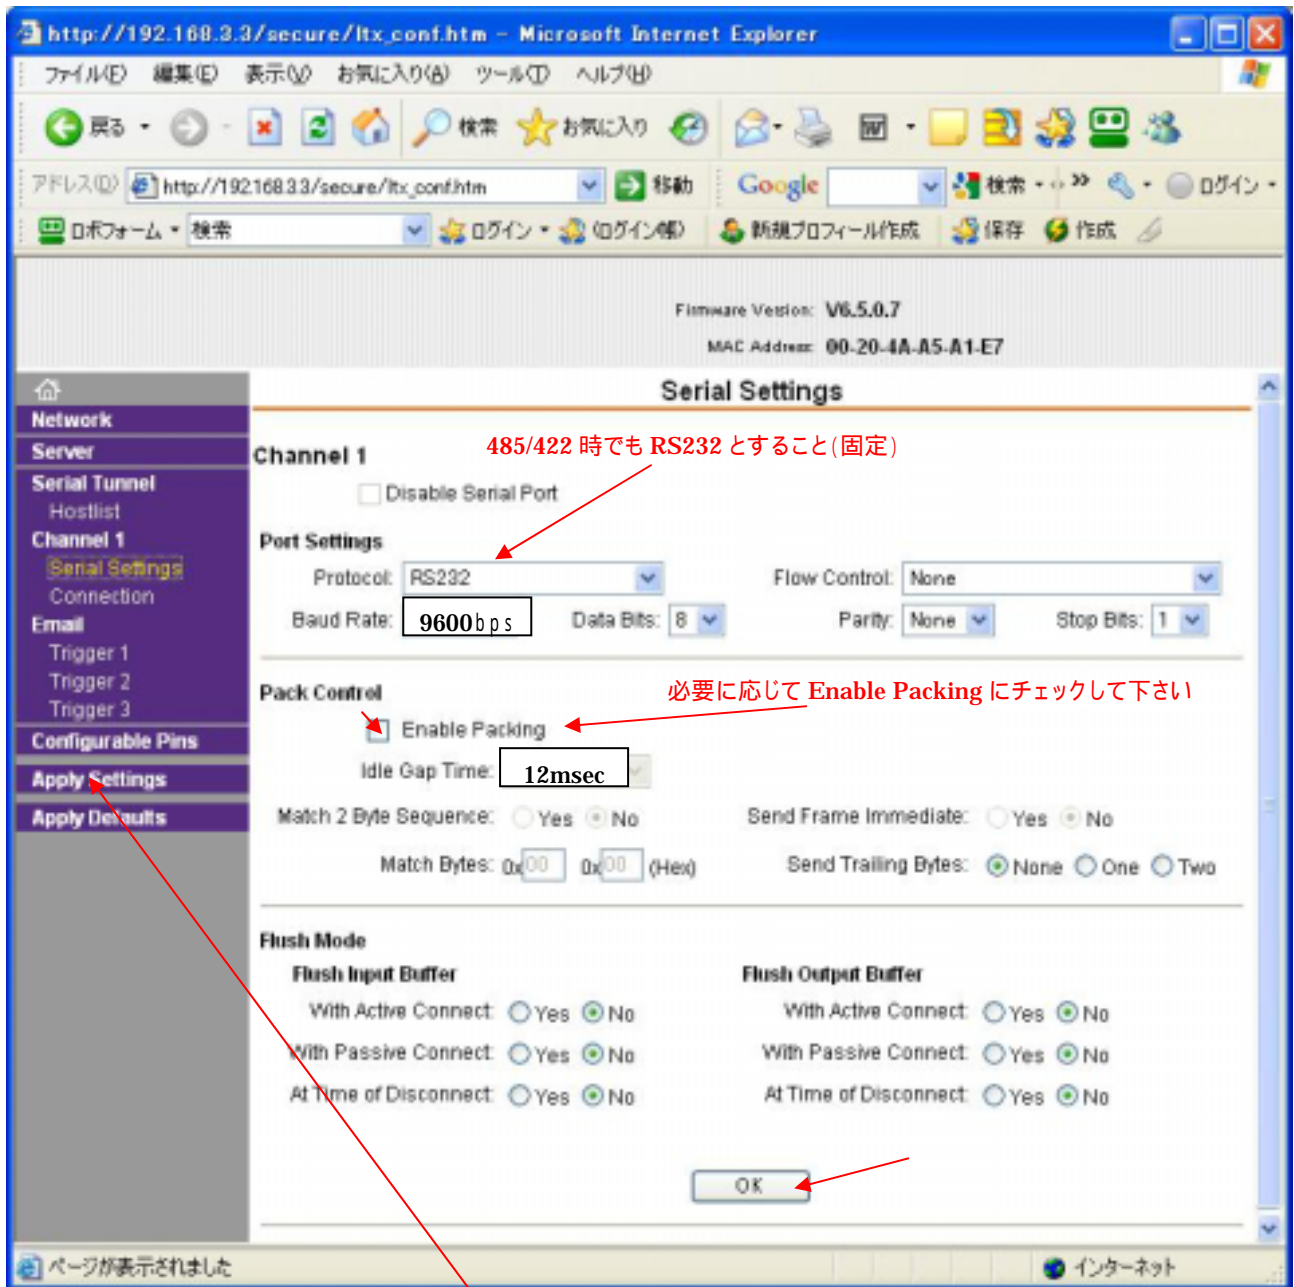 http://192.168.3.3/secure/ltx_conf.htm - Microsoft Internet Explorer
ファイル(F) 編集(E) 表示(V) お気に入り(A) ツール(T) ヘルプ(H)
戻る 検索 お気に入り
アドレス(D) http://192.168.3.3/secure/ltx_conf.htm 移動 Google 検索 ログイン
ロボフォーム 検索 ログイン (ログイン帳) 新規プロフィール作成 保存 作成
Firmware Version: V6.5.0.7
MAC Address: 00-20-4A-A5-A1-E7
Network
Server
Serial Tunnel
Hostlist
Channel 1
Serial Settings
Connection
Email
Trigger 1
Trigger 2
Trigger 3
Configurable Pins
Apply Settings
Apply Defaults
Serial Settings
485/422 時でも RS232 とすること(固定)
Channel 1
Disable Serial Port
Port Settings
Protocol: RS232 Flow Control: None
Baud Rate: 9600bps Data Bits: 8 Parity: None Stop Bits: 1
Pack Control
必要に応じて Enable Packing にチェックして下さい
Enable Packing
Idle Gap Time: 12msec
Match 2 Byte Sequence: Yes No Send Frame Immediate: Yes No
Match Bytes: 0x00 0x00 (Hex) Send Trailing Bytes: None One Two
Flush Mode
Flush Input Buffer Flush Output Buffer
With Active Connect: Yes No With Active Connect: Yes No
With Passive Connect: Yes No With Passive Connect: Yes No
At Time of Disconnect: Yes No At Time of Disconnect: Yes No
OK
ページが表示されました インターネット